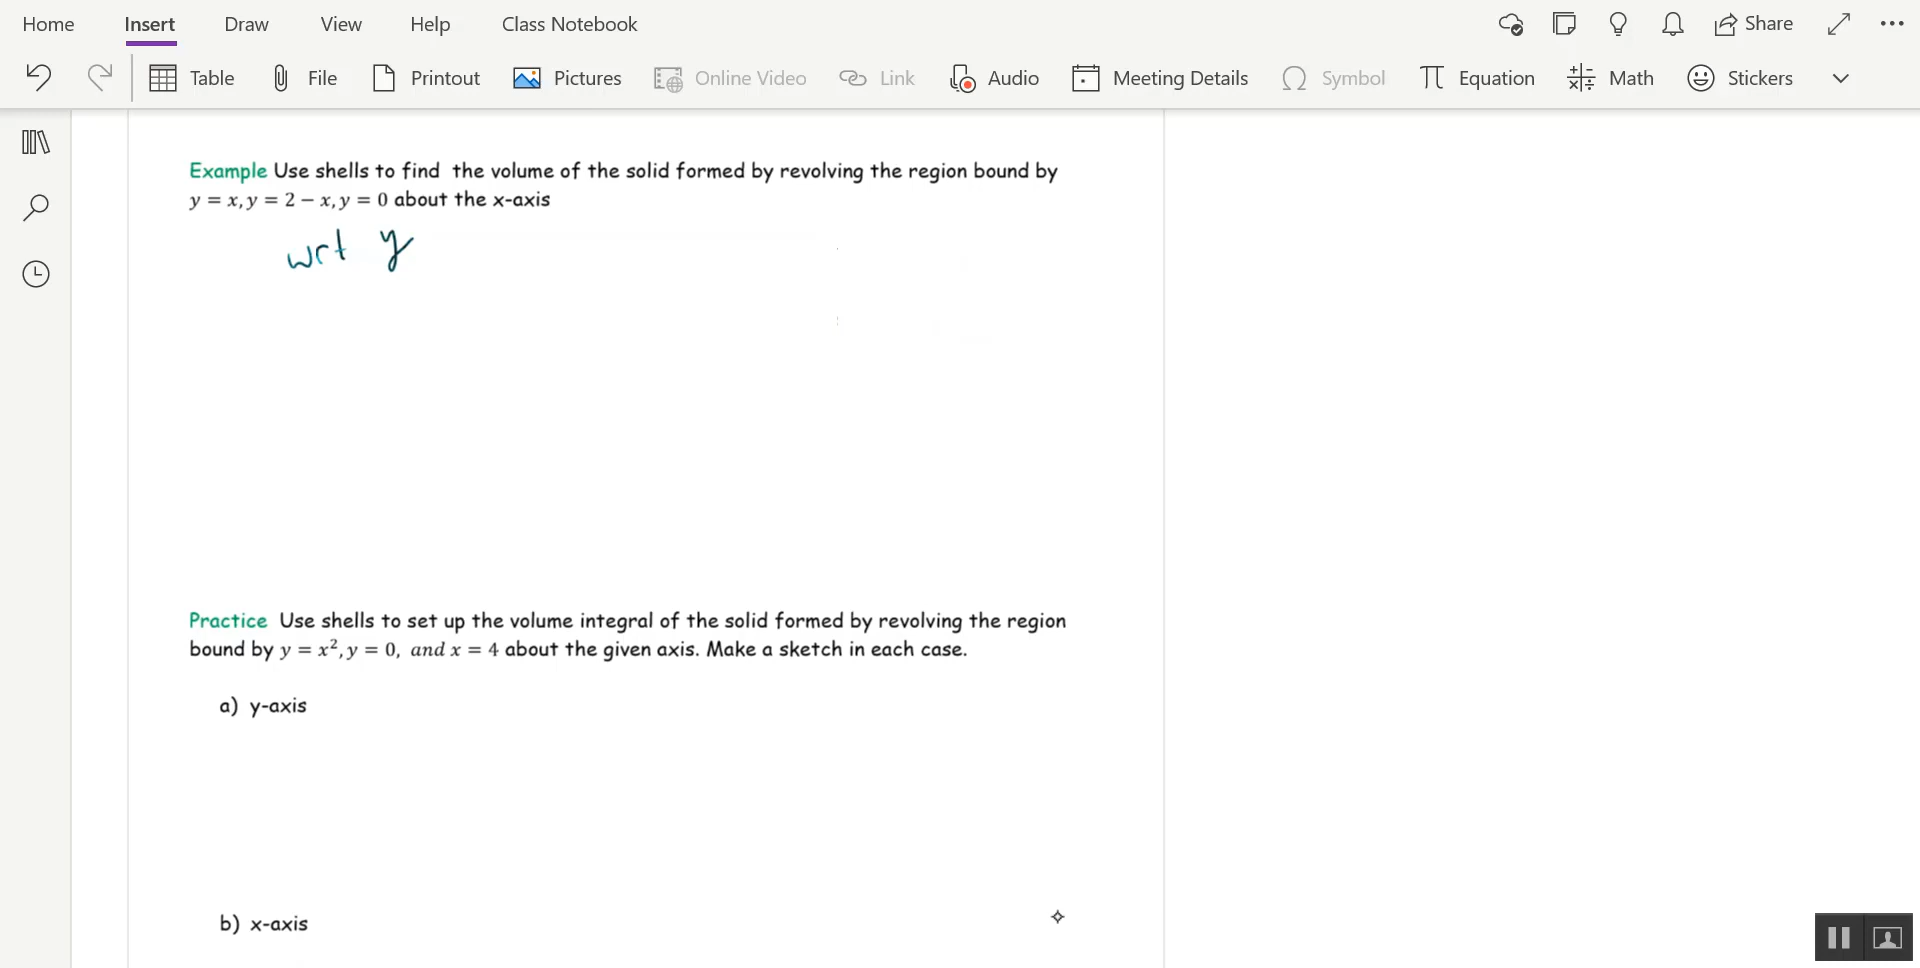 Home Insert Draw View Help Class Notebook Share
Table File Printout Pictures Online Video Link Audio Meeting Details Symbol Equation Math Stickers
Example Use shells to find the volume of the solid formed by revolving the region bound by
y = x, y = 2 − x, y = 0 about the x-axis
wrt y
Practice Use shells to set up the volume integral of the solid formed by revolving the region
bound by y = x², y = 0, and x = 4 about the given axis. Make a sketch in each case.
a) y-axis
b) x-axis